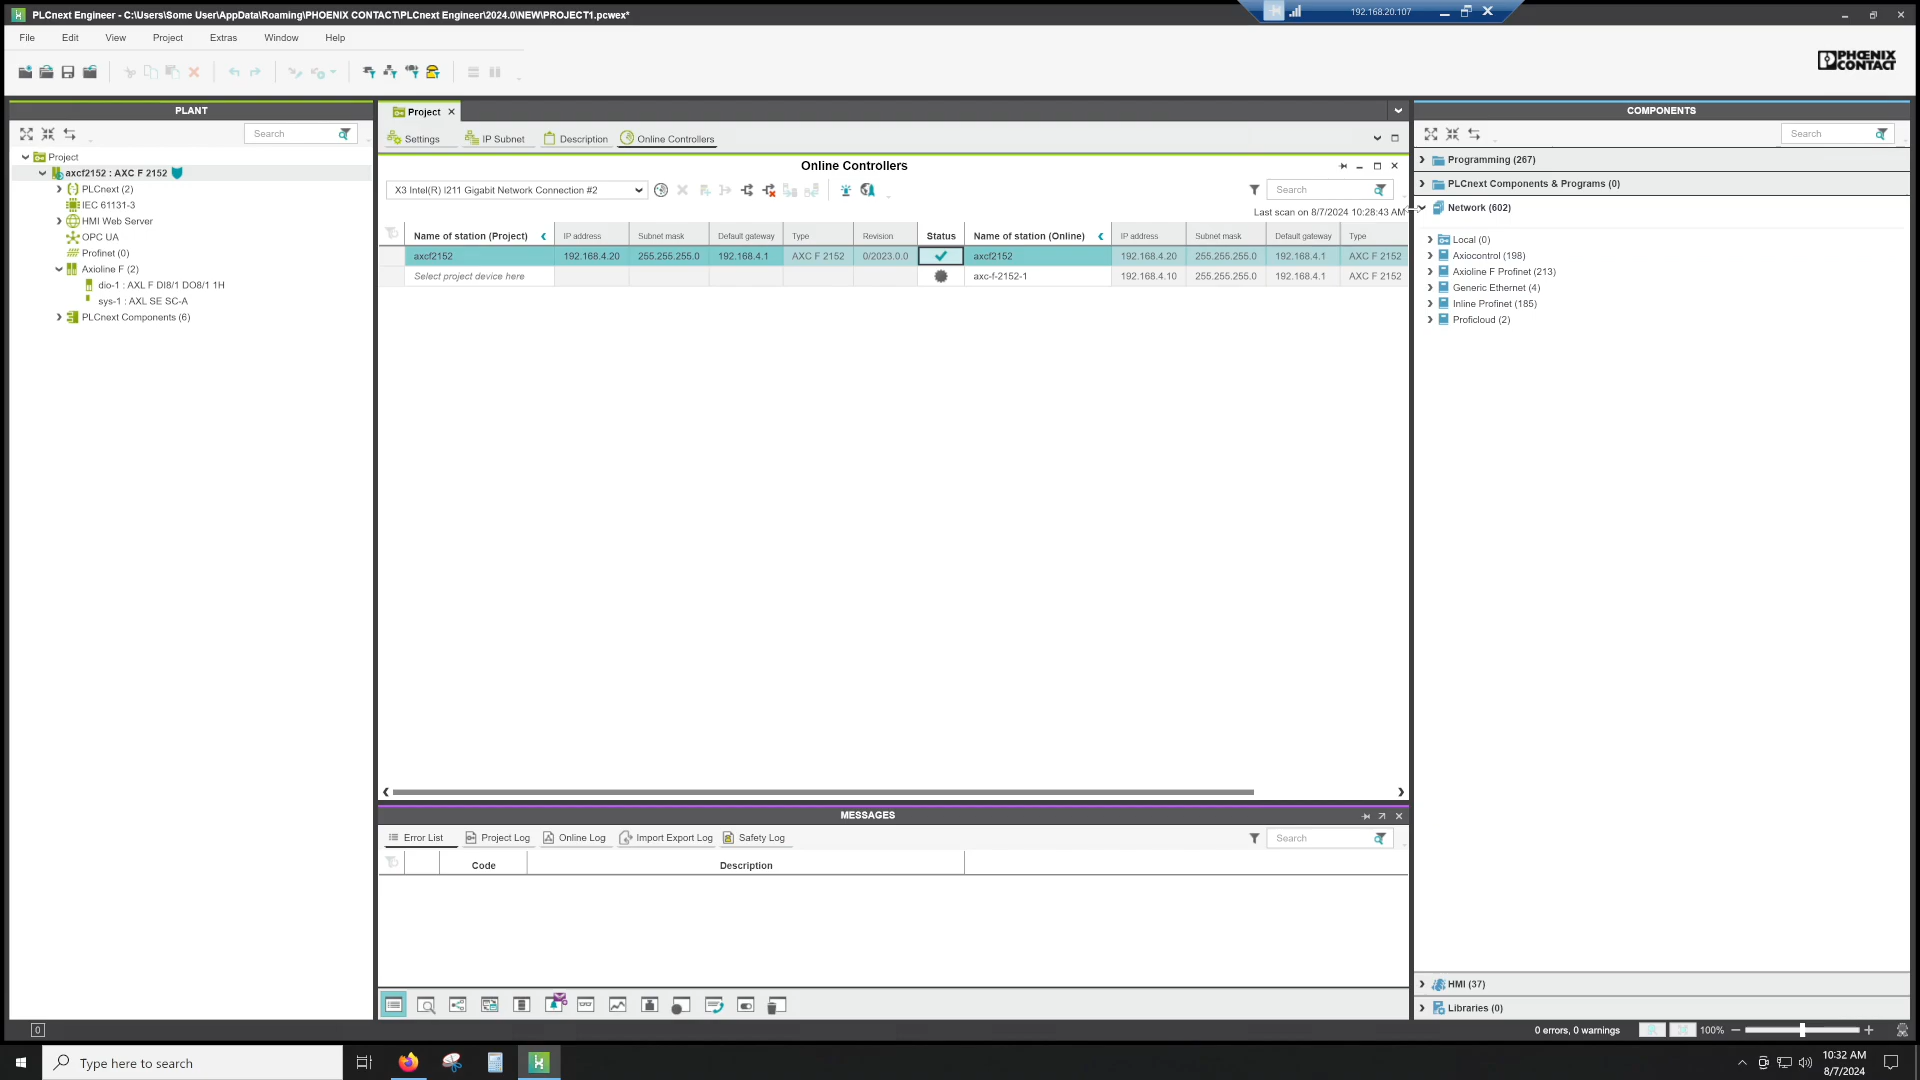 PLCnext Engineer - C:\Users\Some User\AppData\Roaming\PHOENIX CONTACT\PLCnext Engineer\2024.0\NEW\PROJECT1.pcwex*
192.168.20.107
File Edit View Project Extras Window Help
PHOENIX CONTACT
PLANT
Search
Project
axcf2152 : AXC F 2152
PLCnext (2)
IEC 61131-3
HMI Web Server
OPC UA
Profinet (0)
Axioline F (2)
dio-1 : AXL F DI8/1 DO8/1 1H
sys-1 : AXL SE SC-A
PLCnext Components (6)
Project
Settings IP Subnet Description Online Controllers
Online Controllers
X3 Intel(R) I211 Gigabit Network Connection #2
Search
Last scan on 8/7/2024 10:28:43 AM
Name of station (Project) IP address Subnet mask Default gateway Type Revision Status Name of station (Online) IP address Subnet mask Default gateway Type
axcf2152 192.168.4.20 255.255.255.0 192.168.4.1 AXC F 2152 0/2023.0.0 axcf2152 192.168.4.20 255.255.255.0 192.168.4.1 AXC F 2152
Select project device here axc-f-2152-1 192.168.4.10 255.255.255.0 192.168.4.1 AXC F 2152
MESSAGES
Error List Project Log Online Log Import Export Log Safety Log
Search
Code Description
COMPONENTS
Search
Programming (267)
PLCnext Components & Programs (0)
Network (602)
Local (0)
Axiocontrol (198)
Axioline F Profinet (213)
Generic Ethernet (4)
Inline Profinet (185)
Proficloud (2)
HMI (37)
Libraries (0)
0
0 errors, 0 warnings
100%
Type here to search
10:32 AM
8/7/2024